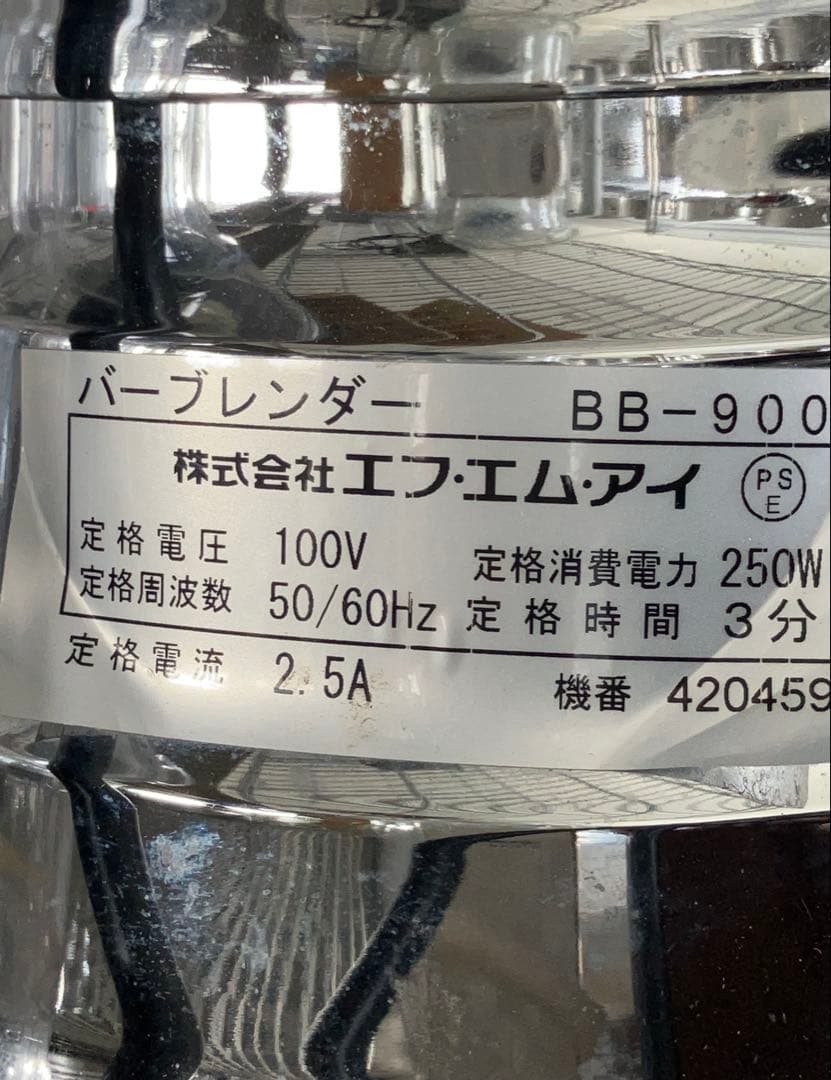 バーブレンダー BB-900
株式会社エフ・エム・アイ PSE
定格電圧 100V 定格消費電力 250W
定格周波数 50/60Hz 定格時間 3分
定格電流 2.5A 機番 420459